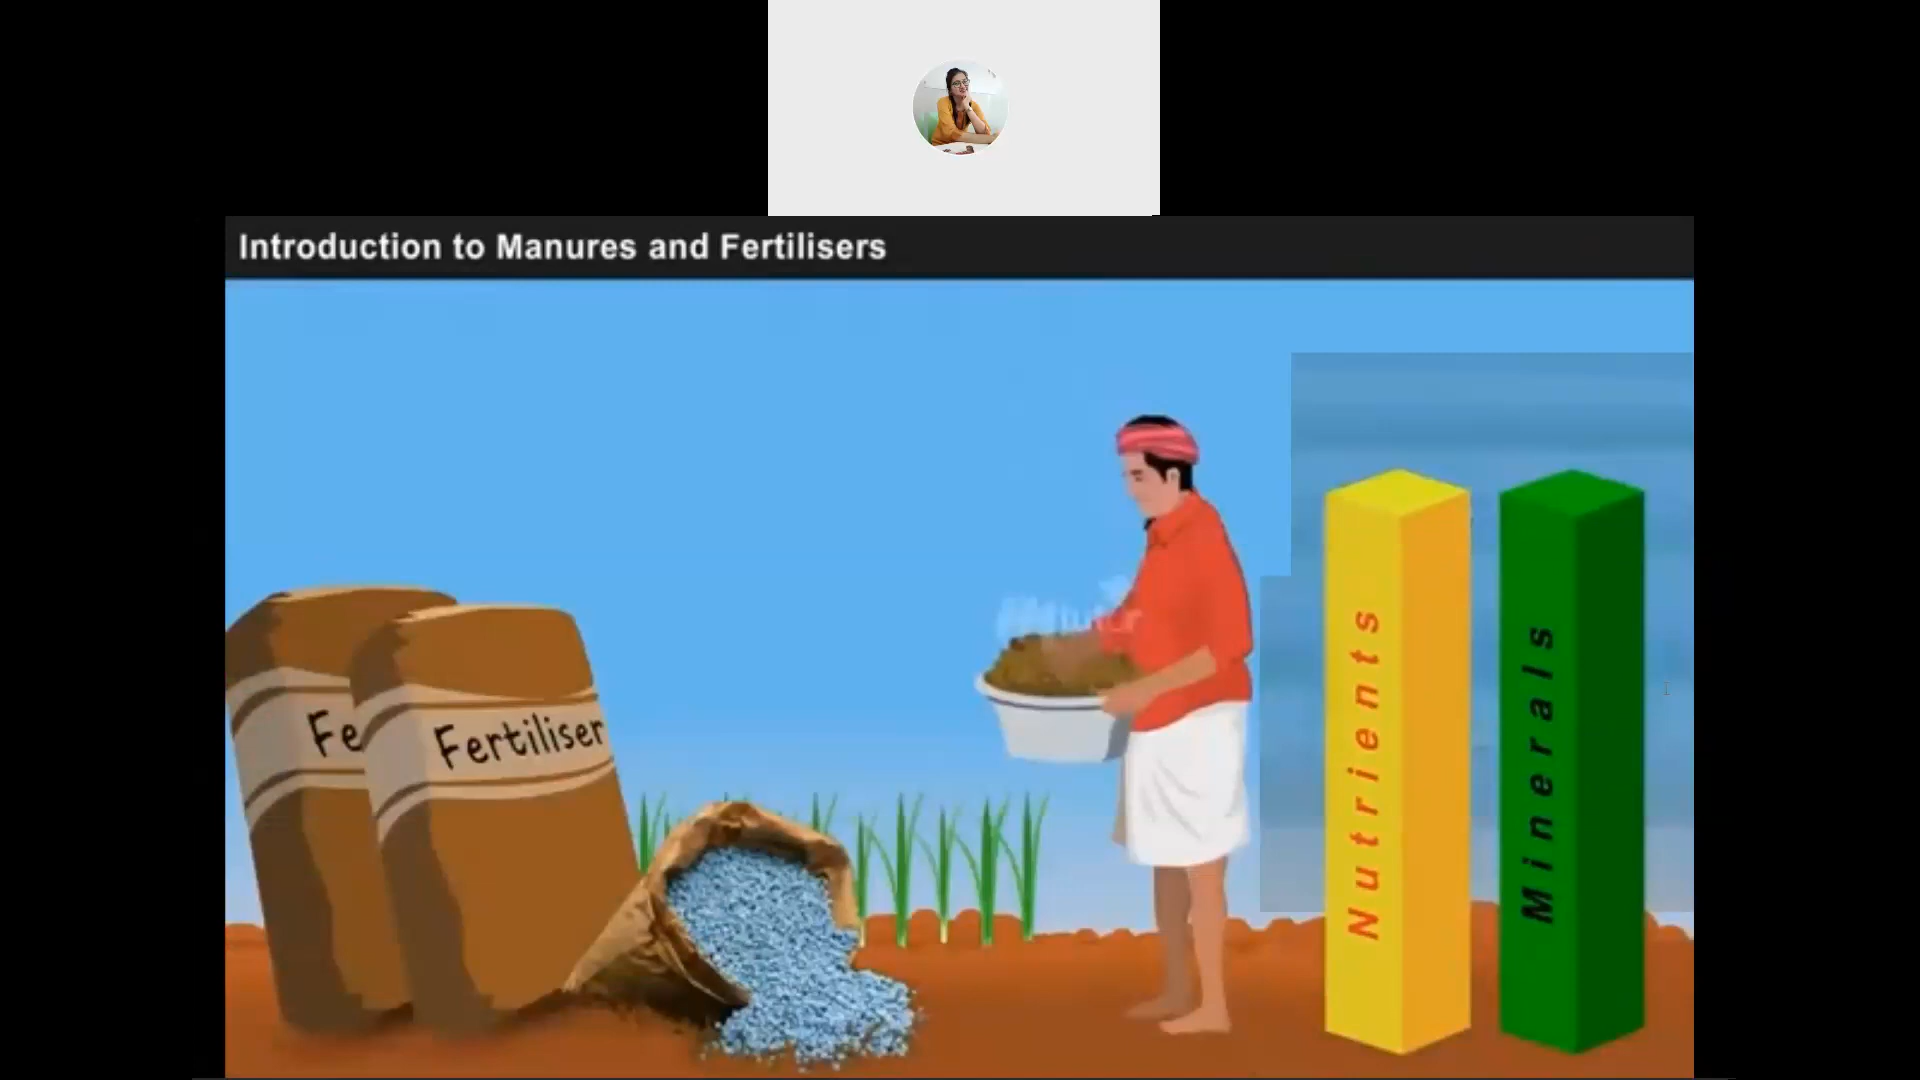 Introduction to Manures and Fertilisers
Fe
Fertiliser
Nutrients
Minerals